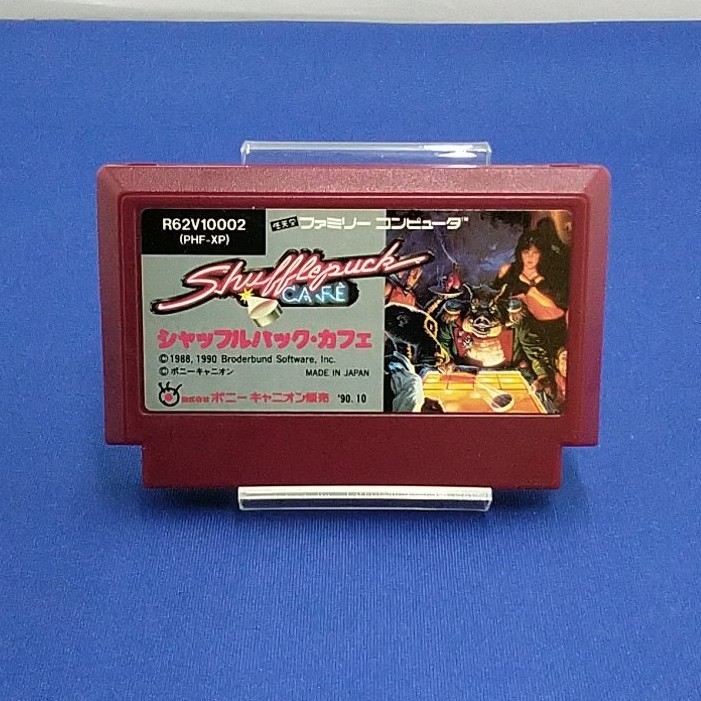 R62V10002
(PHF-XP)
任天堂 ファミリー コンピュータ™
Shufflepuck
CAFÈ
シャッフルパック・カフェ
©1988, 1990 Broderbund Software, Inc.
©ポニーキャニオン
MADE IN JAPAN
株式会社 ポニー キャニオン販売 '90.10